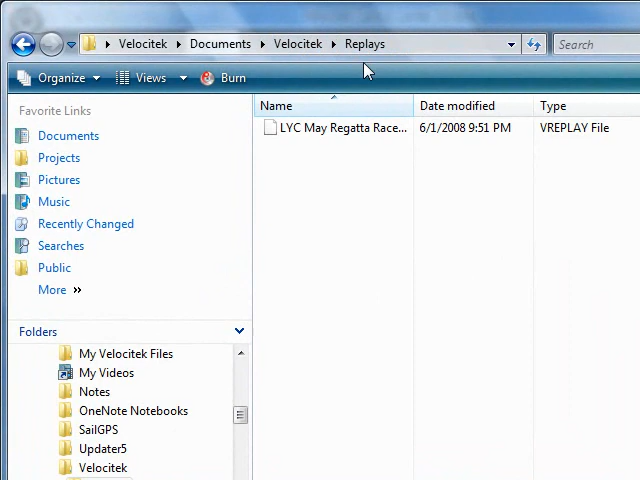 Velocitek Documents Velocitek Replays Search
Organize Views Burn
Favorite Links
Documents
Projects
Pictures
Music
Recently Changed
Searches
Public
More
Folders
My Velocitek Files
My Videos
Notes
OneNote Notebooks
SailGPS
Updater5
Velocitek
Name Date modified Type
LYC May Regatta Race... 6/1/2008 9:51 PM VREPLAY File